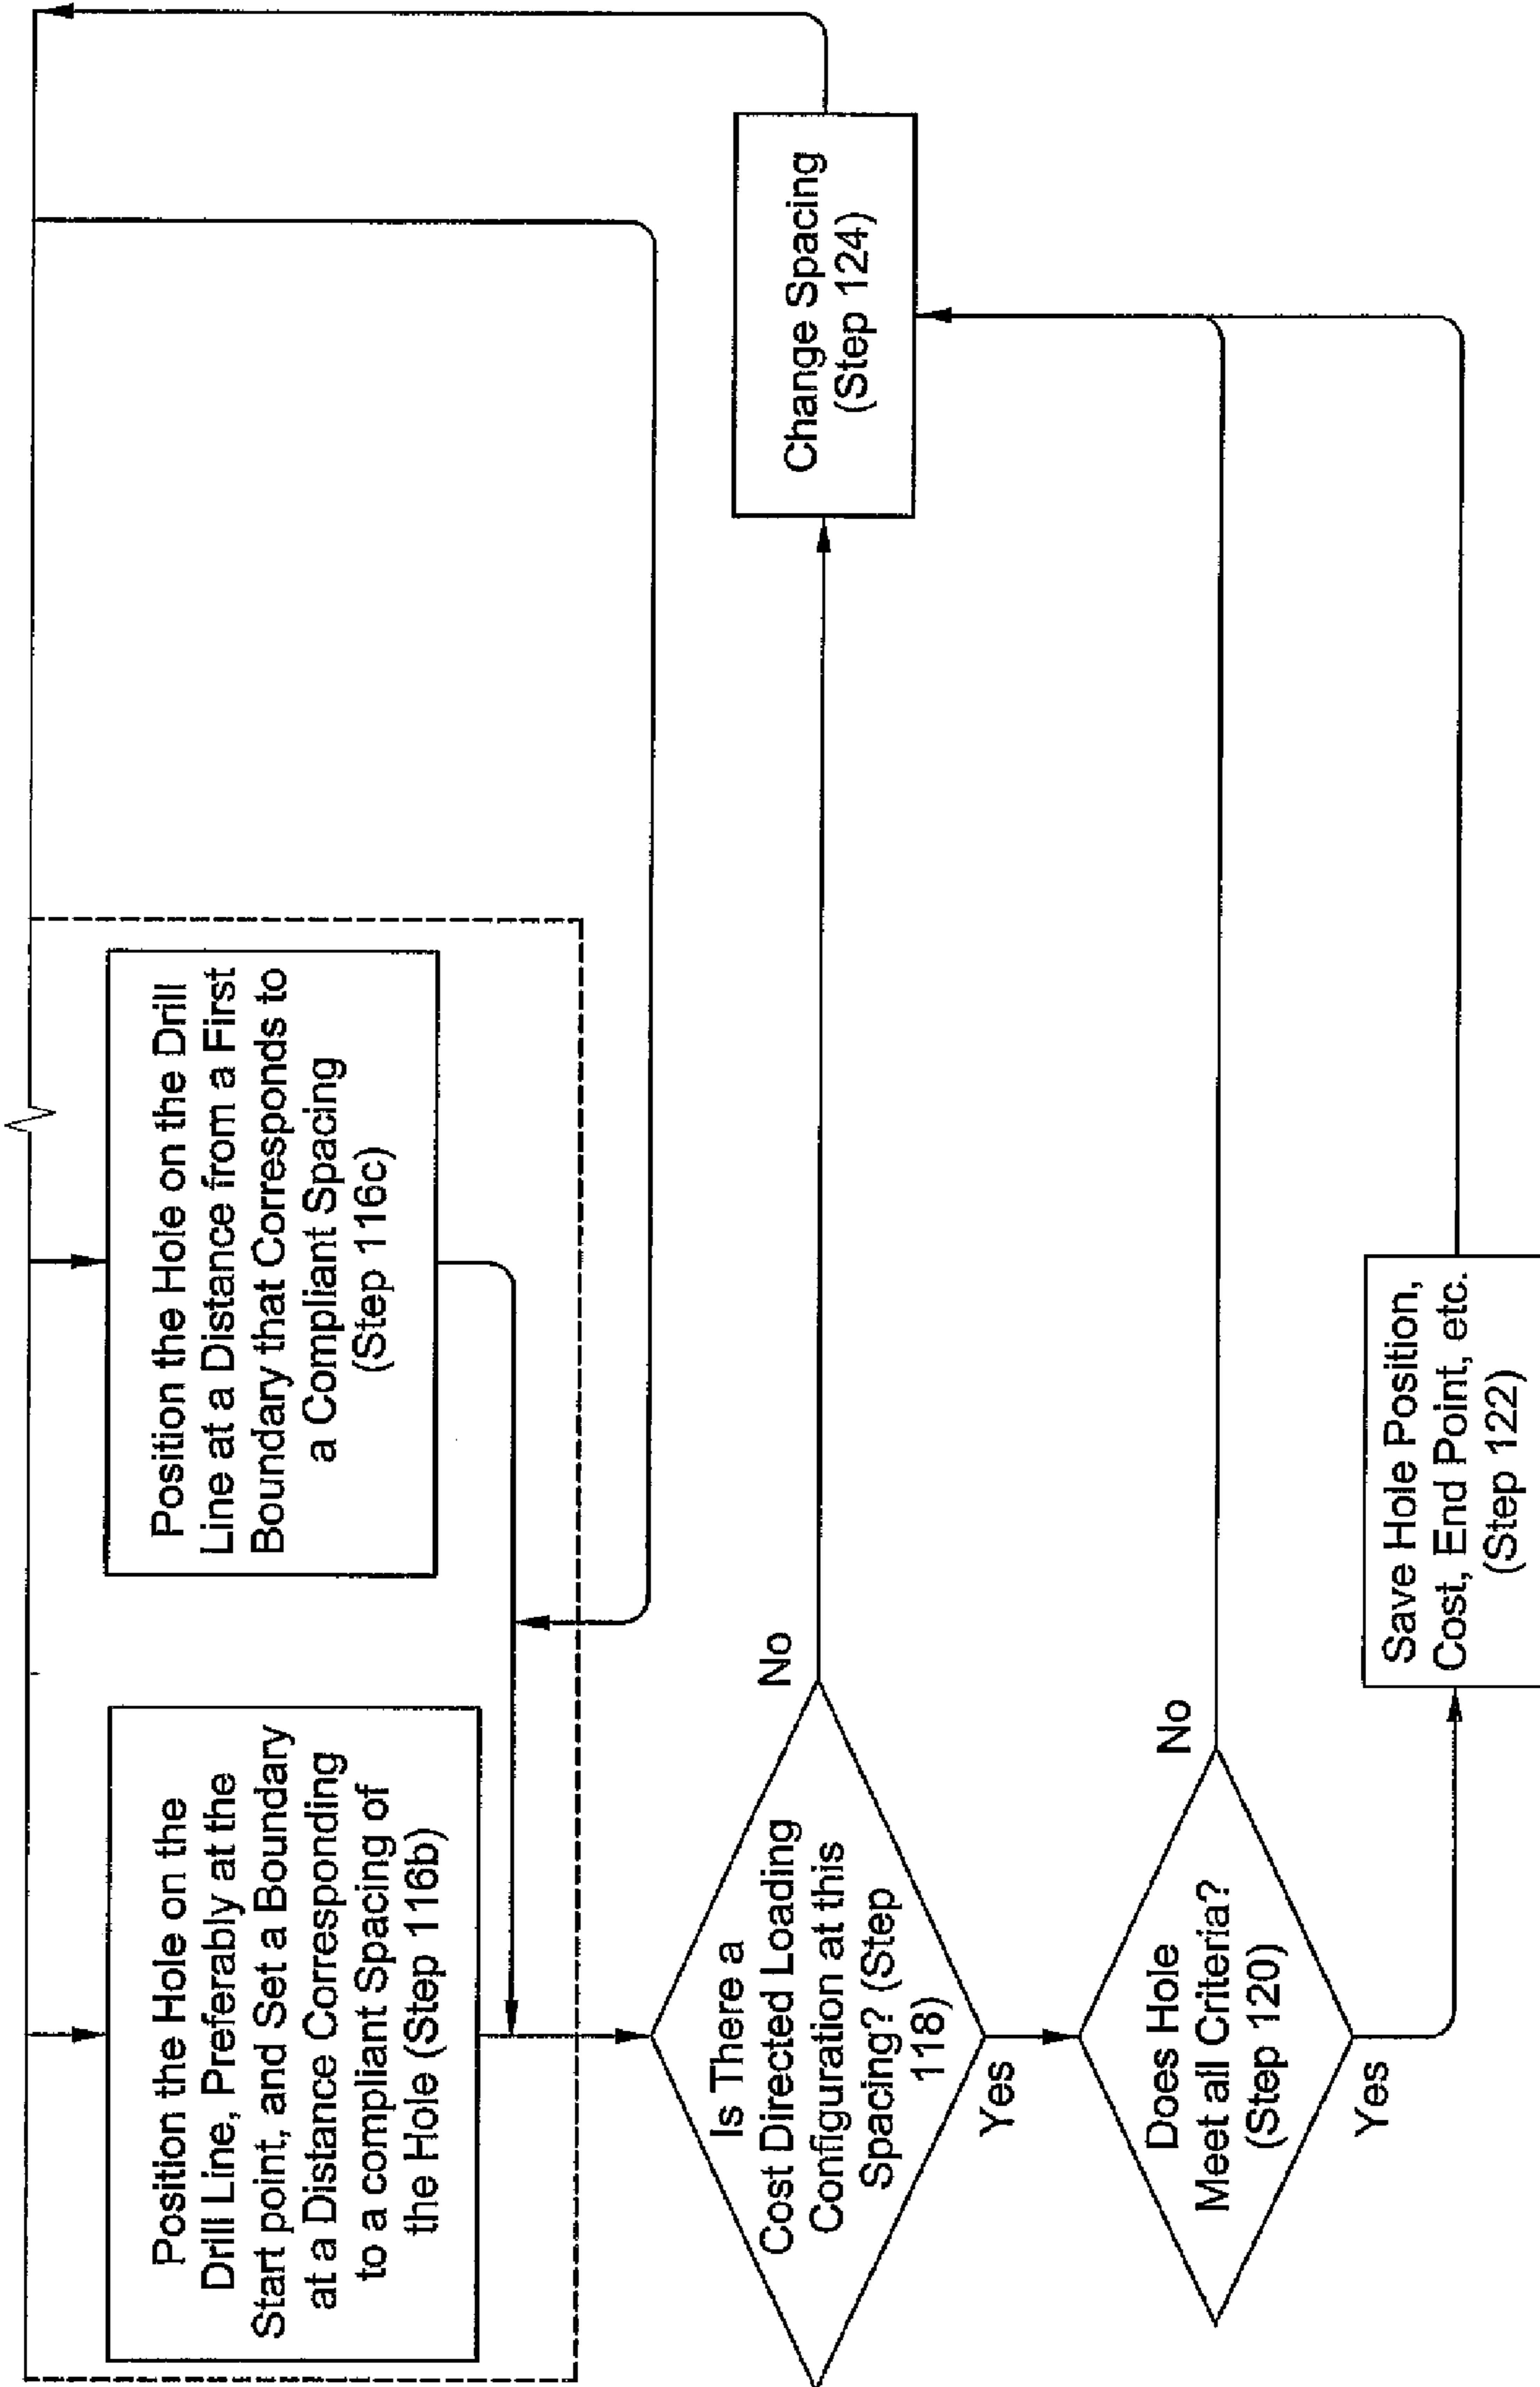 Position the Hole on the
Drill Line, Preferably at the
Start point, and Set a Boundary
at a Distance Corresponding
to a compliant Spacing of
the Hole (Step 116b)
Position the Hole on the Drill
Line at a Distance from a First
Boundary that Corresponds to
a Compliant Spacing
(Step 116c)
Is There a
Cost Directed Loading
Configuration at this
Spacing? (Step
118)
No
Yes
Change Spacing
(Step 124)
Does Hole
Meet all Criteria?
(Step 120)
No
Yes
Save Hole Position,
Cost, End Point, etc.
(Step 122)